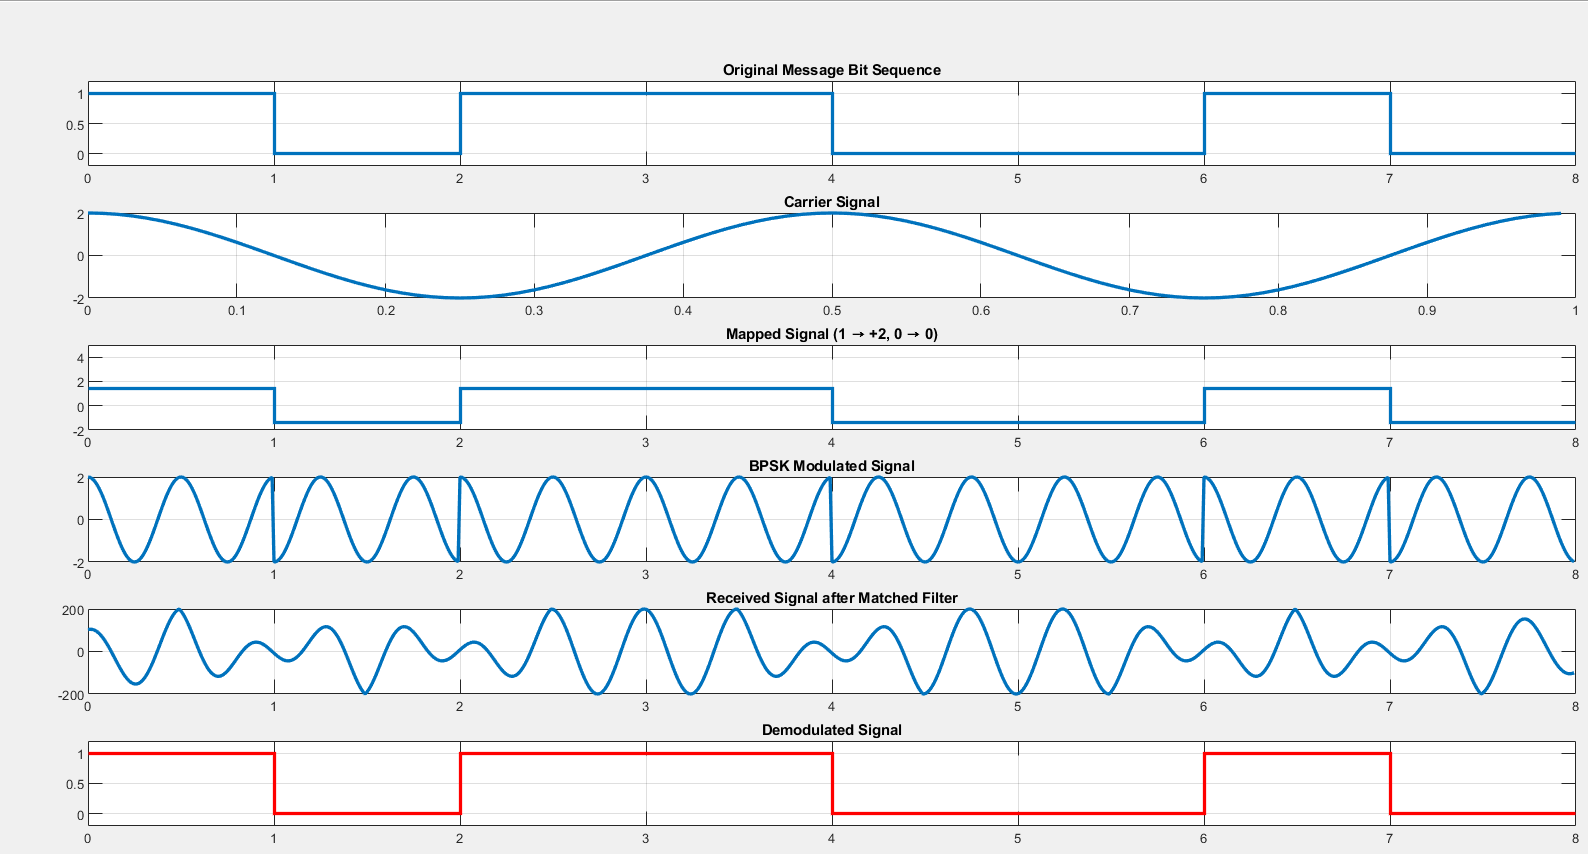 Original Message Bit Sequence
1
0.5
0
0 1 2 3 4 5 6 7 8
Carrier Signal
2
0
-2
0 0.1 0.2 0.3 0.4 0.5 0.6 0.7 0.8 0.9 1
Mapped Signal (1 → +2, 0 → 0)
4
2
0
-2
0 1 2 3 4 5 6 7 8
BPSK Modulated Signal
2
0
-2
0 1 2 3 4 5 6 7 8
Received Signal after Matched Filter
200
0
-200
0 1 2 3 4 5 6 7 8
Demodulated Signal
1
0.5
0
0 1 2 3 4 5 6 7 8